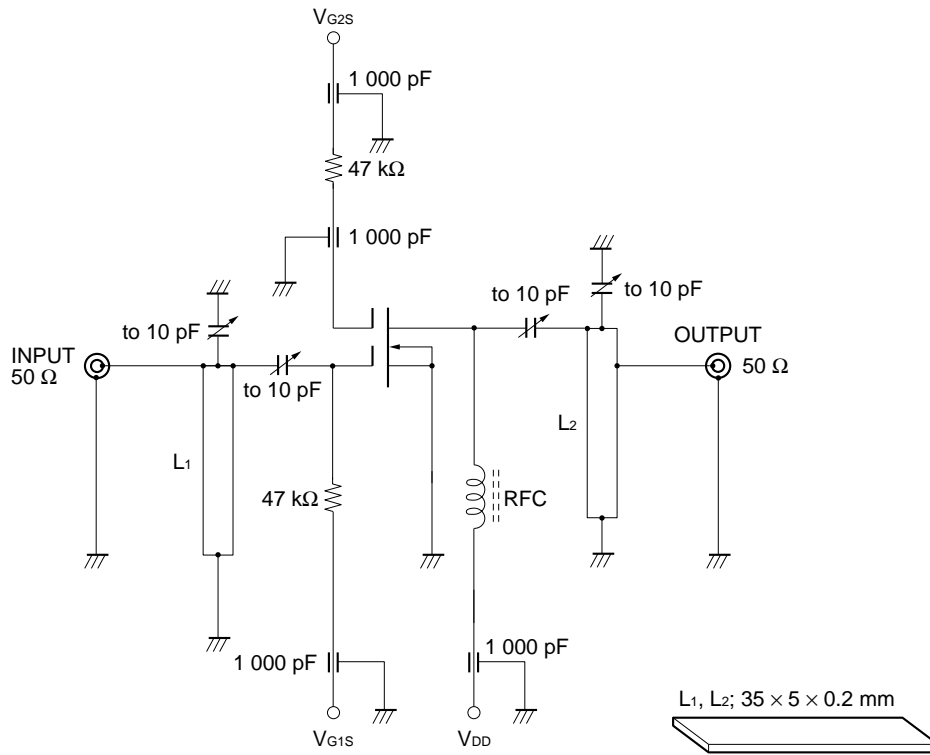 VG2S
1 000 pF
47 kΩ
1 000 pF
to 10 pF
to 10 pF
to 10 pF
INPUT
50 Ω
OUTPUT
50 Ω
to 10 pF
L1
L2
47 kΩ
RFC
1 000 pF
1 000 pF
VG1S
VDD
L1, L2; 35 × 5 × 0.2 mm